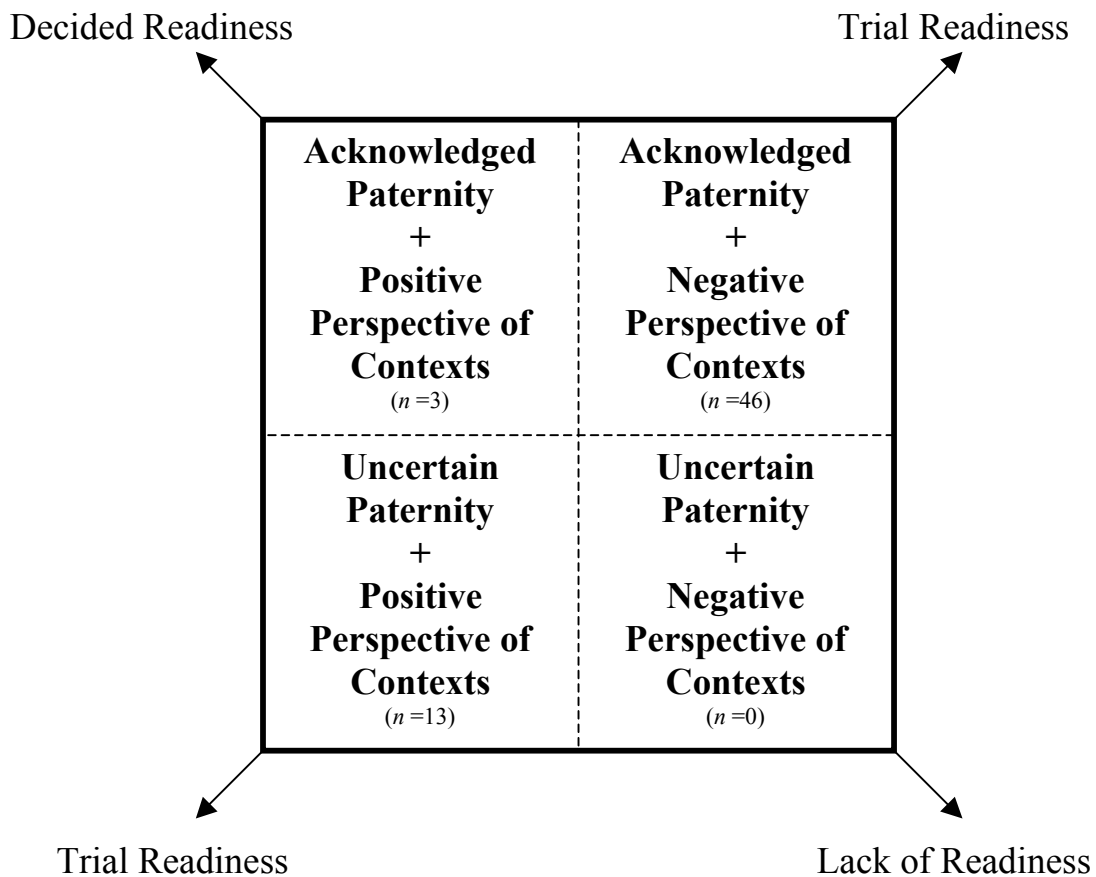 Decided Readiness
Trial Readiness
Acknowledged
Paternity
+
Positive
Perspective of
Contexts
(n =3)
Acknowledged
Paternity
+
Negative
Perspective of
Contexts
(n =46)
Uncertain
Paternity
+
Positive
Perspective of
Contexts
(n =13)
Uncertain
Paternity
+
Negative
Perspective of
Contexts
(n =0)
Trial Readiness
Lack of Readiness